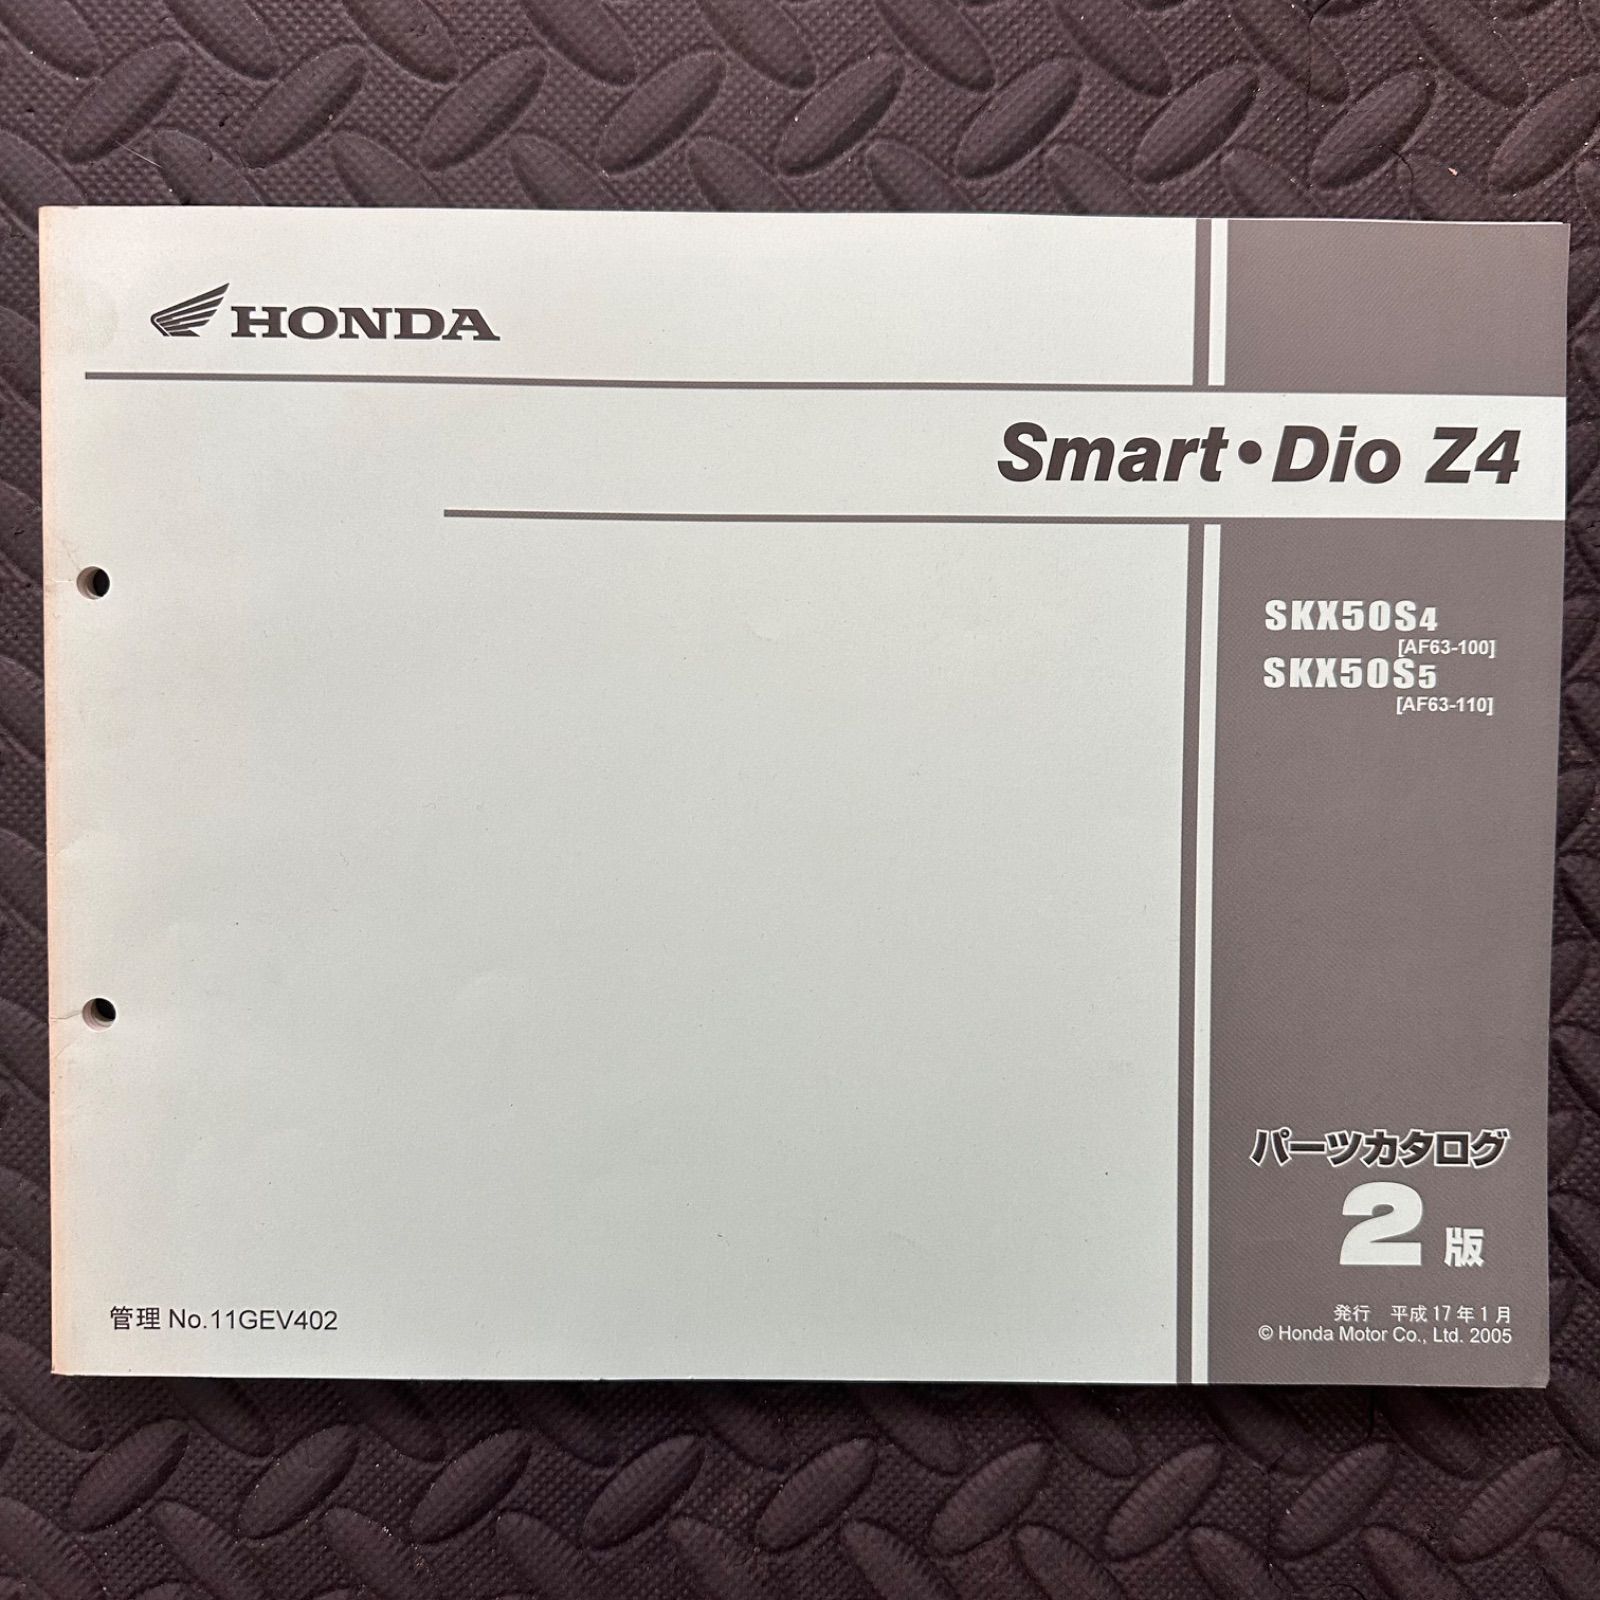 HONDA
Smart・Dio Z4
SKX50S4
[AF63-100]
SKX50S5
[AF63-110]
パーツカタログ
2版
管理 No.11GEV402
発行 平成17年1月
© Honda Motor Co., Ltd. 2005